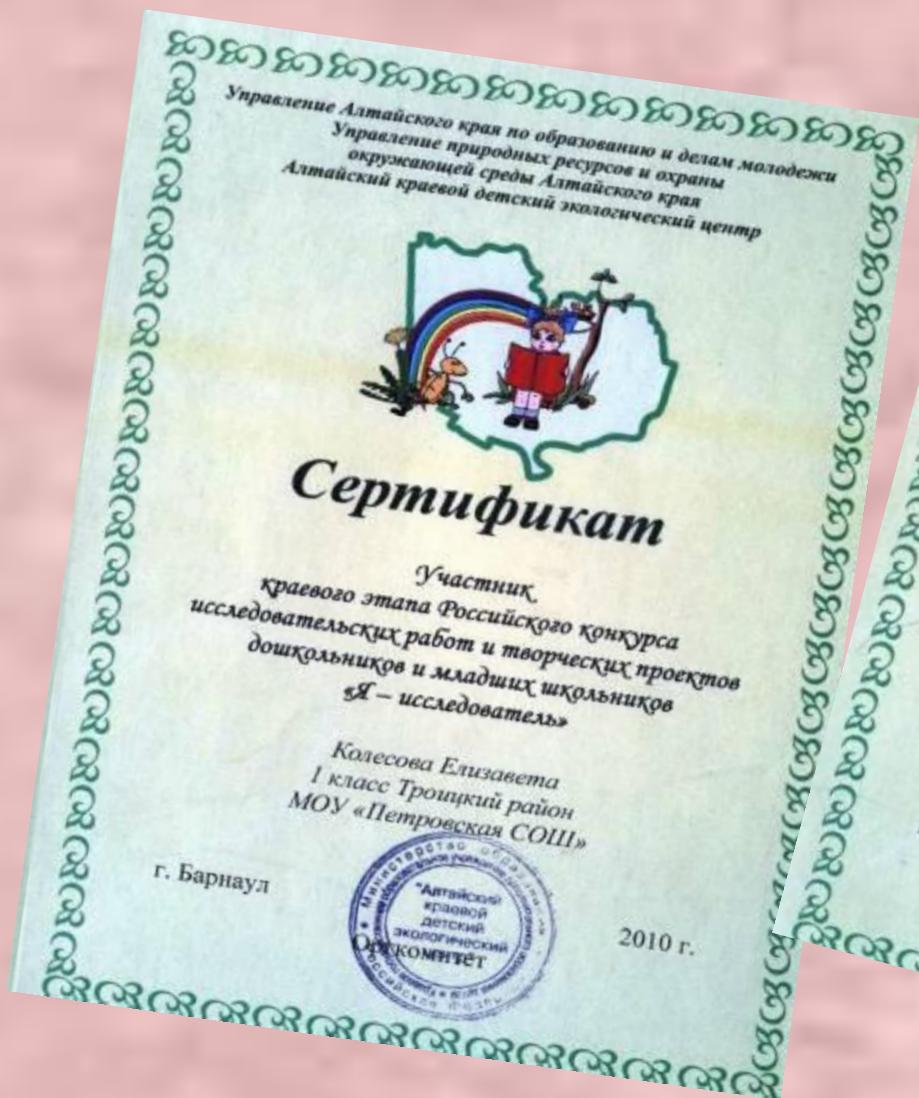 Управление Алтайского края по образованию и делам молодежи
Управление природных ресурсов и охраны
окружающей среды Алтайского края
Алтайский краевой детский экологический центр
Сертификат
Участник
краевого этапа Российского конкурса
исследовательских работ и творческих проектов
дошкольников и младших школьников
«Я – исследователь»
Колесова Елизавета
1 класс Троицкий район
МОУ «Петровская СОШ»
г. Барнаул
Министерство образования
"Алтайский
краевой
детский
экологический
Оргкомитет
2010 г.